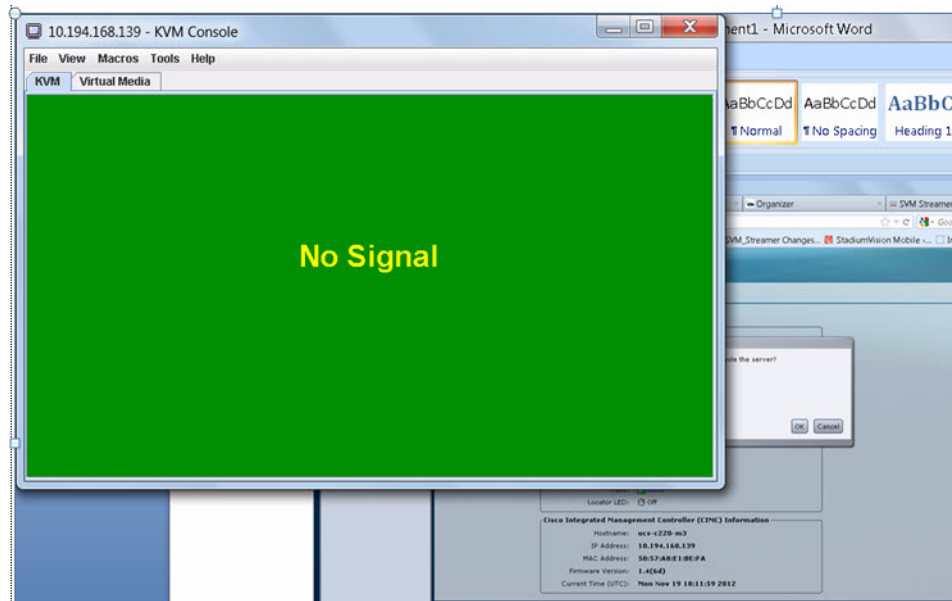 10.194.168.139 - KVM Console
File View Macros Tools Help
KVM Virtual Media
No Signal
ent1 - Microsoft Word
AaBbCcDd AaBbCcDd AaBbC
¶ Normal ¶ No Spacing Heading 1
Organizer SVM Streamer
SVM_Streamer Changes... StadiumVision Mobile
the server?
OK Cancel
Locator LED: Off
Cisco Integrated Management Controller (CIMC) Information
Hostname: ucs-c220-m3
IP Address: 10.194.168.139
MAC Address: 50:57:A8:E1:8E:FA
Firmware Version: 1.4(6d)
Current Time (UTC): Mon Nov 19 18:11:59 2012